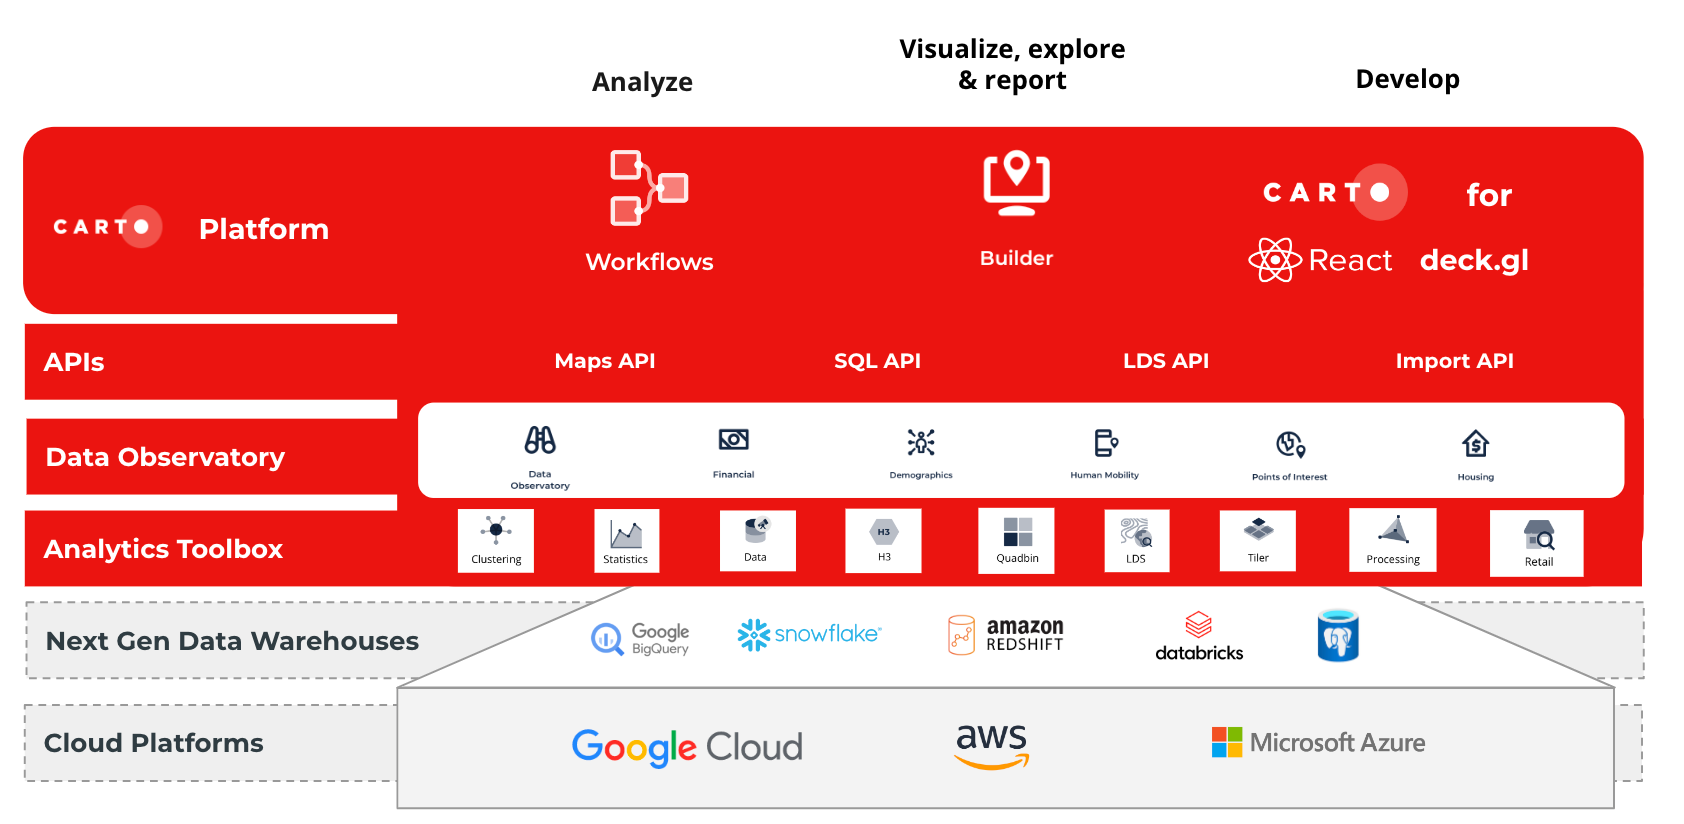 Analyze
Visualize, explore
& report
Develop
CARTO Platform
Workflows
Builder
CARTO for
React deck.gl
APIs
Maps API
SQL API
LDS API
Import API
Data Observatory
Data
Observatory
Financial
Demographics
Human Mobility
Points of Interest
Housing
Analytics Toolbox
Clustering
Statistics
Data
H3
H3
Quadbin
LDS
Tiler
Processing
Retail
Next Gen Data Warehouses
Google
BigQuery
snowflake®
amazon
REDSHIFT
databricks
Cloud Platforms
Google Cloud
aws
Microsoft Azure